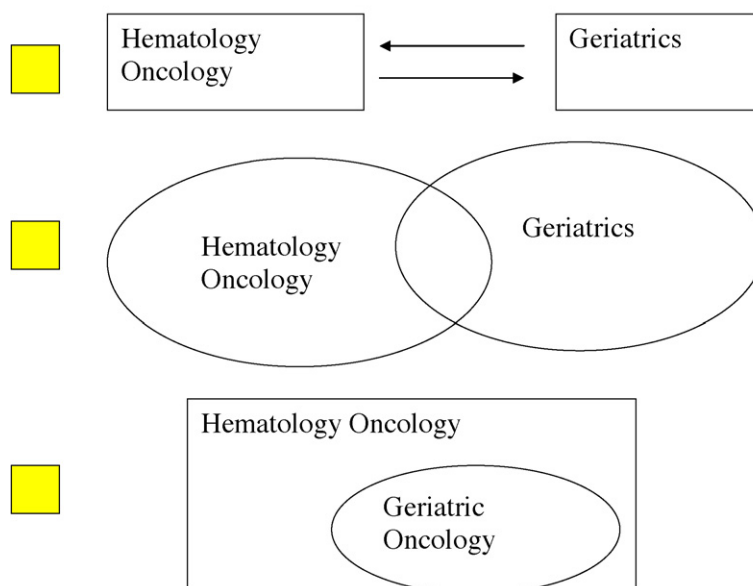 Hematology
Oncology
Geriatrics
Hematology
Oncology
Geriatrics
Hematology Oncology
Geriatric
Oncology